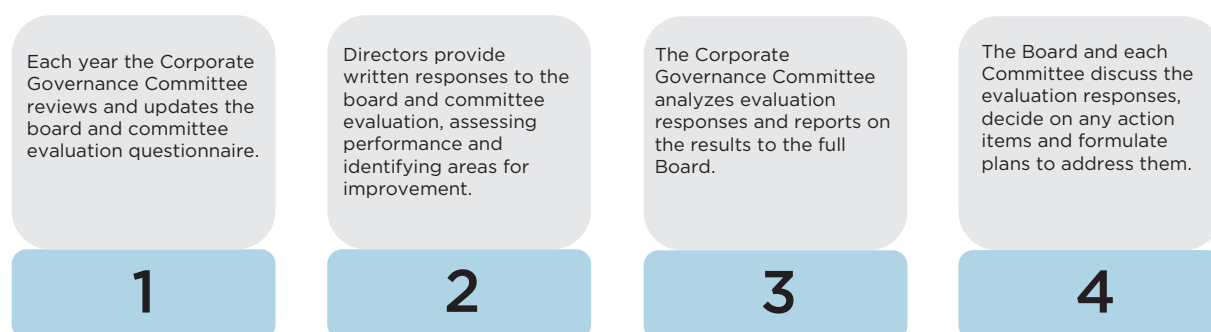 Each year the Corporate
Governance Committee
reviews and updates the
board and committee
evaluation questionnaire.
1
Directors provide
written responses to the
board and committee
evaluation, assessing
performance and
identifying areas for
improvement.
2
The Corporate
Governance Committee
analyzes evaluation
responses and reports on
the results to the full
Board.
3
The Board and each
Committee discuss the
evaluation responses,
decide on any action
items and formulate
plans to address them.
4